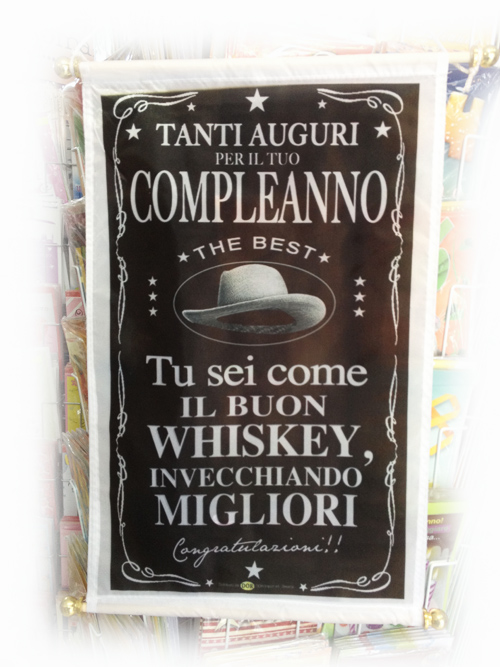 TANTI AUGURI
PER IL TUO
COMPLEANNO
THE BEST
Tu sei come
IL BUON
WHISKEY,
INVECCHIANDO
MIGLIORI
Congratulazioni!!